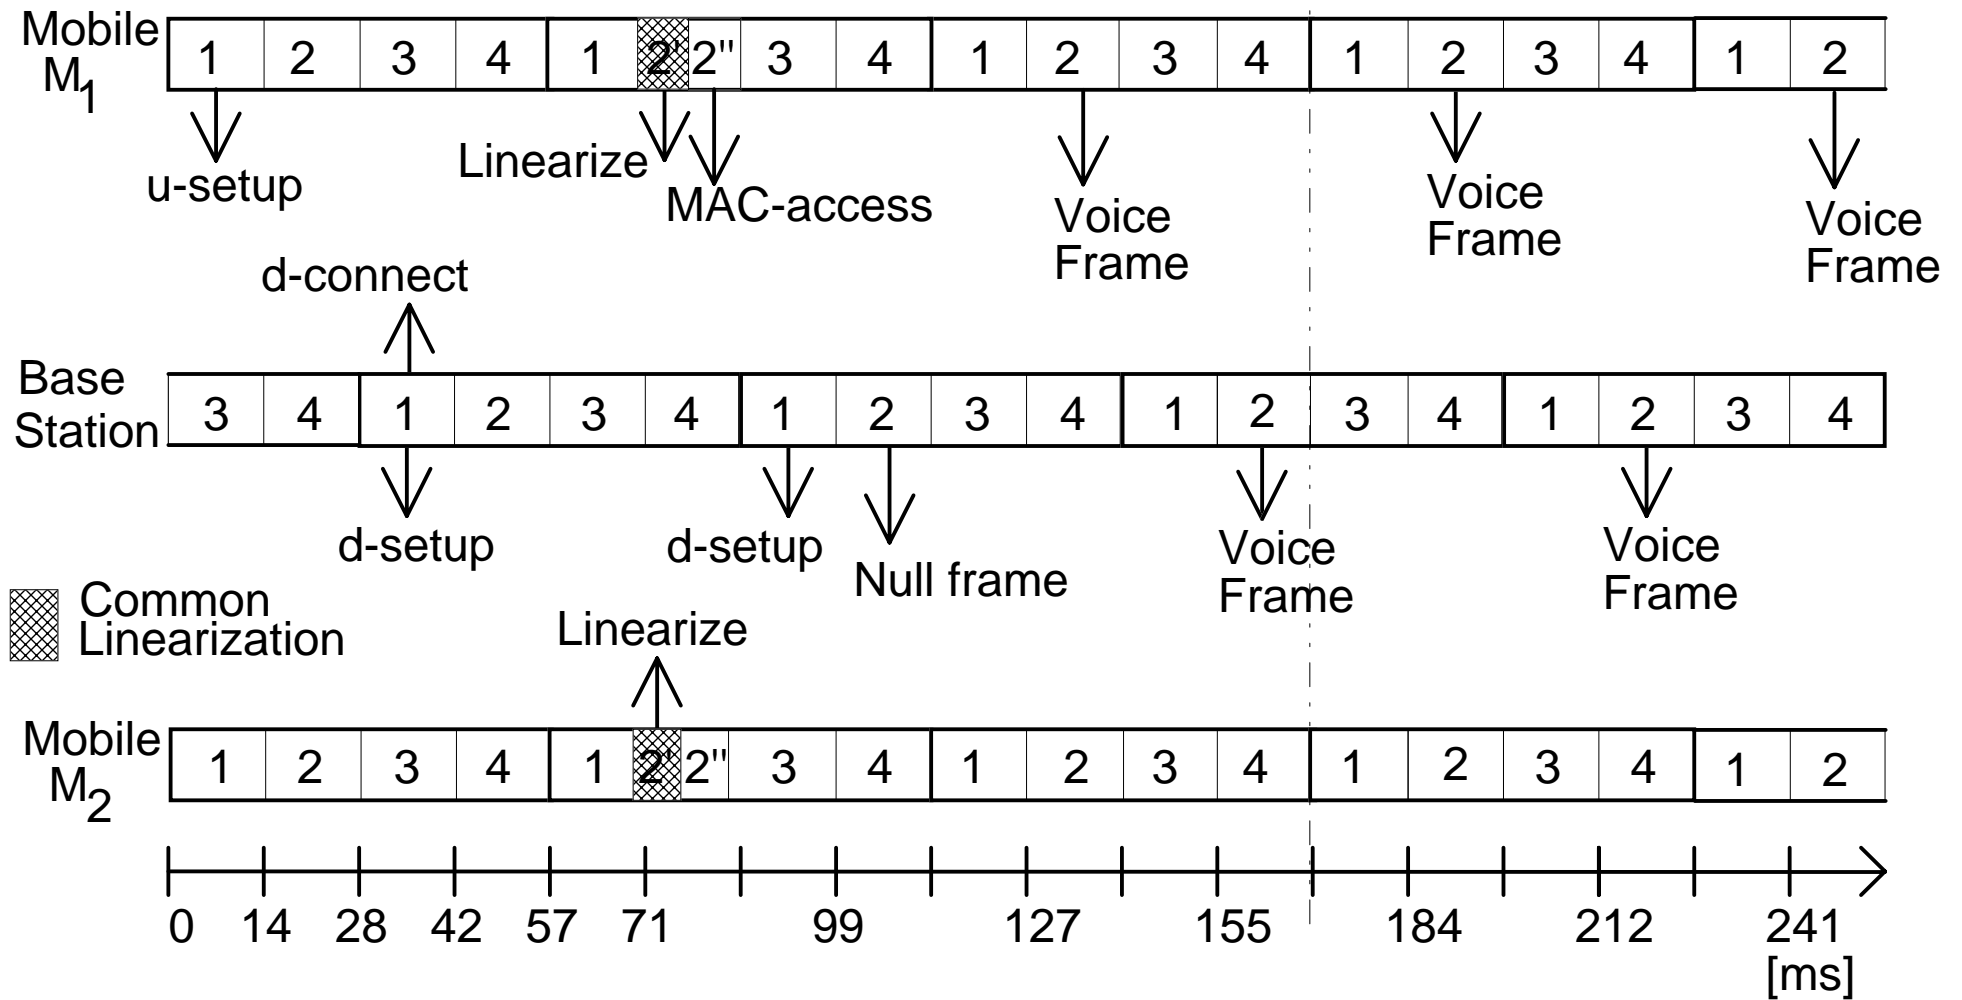 Mobile
M1
1 2 3 4 1 2' 2" 3 4 1 2 3 4 1 2 3 4 1 2
u-setup
Linearize
MAC-access
Voice
Frame
Voice
Frame
Voice
Frame
d-connect
Base
Station
3 4 1 2 3 4 1 2 3 4 1 2 3 4 1 2 3 4
d-setup
d-setup
Null frame
Voice
Frame
Voice
Frame
Common
Linearization
Linearize
Mobile
M2
1 2 3 4 1 2' 2" 3 4 1 2 3 4 1 2 3 4 1 2
0 14 28 42 57 71 99 127 155 184 212 241
[ms]